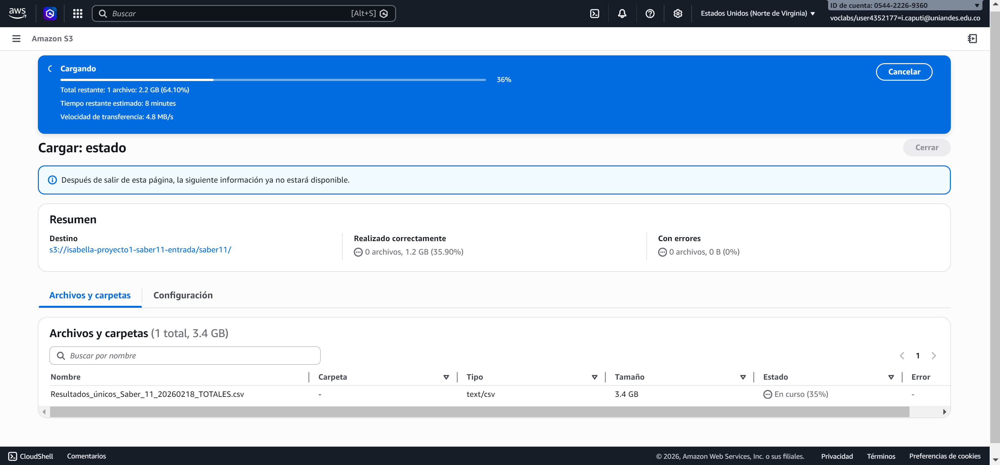 aws
Buscar
[Alt+S]
Estados Unidos (Norte de Virginia)
ID de cuenta: 0544-2226-9360
voclabs/user4352177=i.caputi@uniandes.edu.co
Amazon S3
Cargando
36%
Cancelar
Total restante: 1 archivo: 2.2 GB (64.10%)
Tiempo restante estimado: 8 minutes
Velocidad de transferencia: 4.8 MB/s
Cargar: estado
Cerrar
Después de salir de esta página, la siguiente información ya no estará disponible.
Resumen
Destino
s3://isabella-proyecto1-saber11-entrada/saber11/
Realizado correctamente
0 archivos, 1.2 GB (35.90%)
Con errores
0 archivos, 0 B (0%)
Archivos y carpetas
Configuración
Archivos y carpetas (1 total, 3.4 GB)
Buscar por nombre
1
Nombre Carpeta Tipo Tamaño Estado Error
Resultados_únicos_Saber_11_20260218_TOTALES.csv - text/csv 3.4 GB En curso (35%) -
CloudShell
Comentarios
© 2026, Amazon Web Services, Inc. o sus filiales.
Privacidad
Términos
Preferencias de cookies